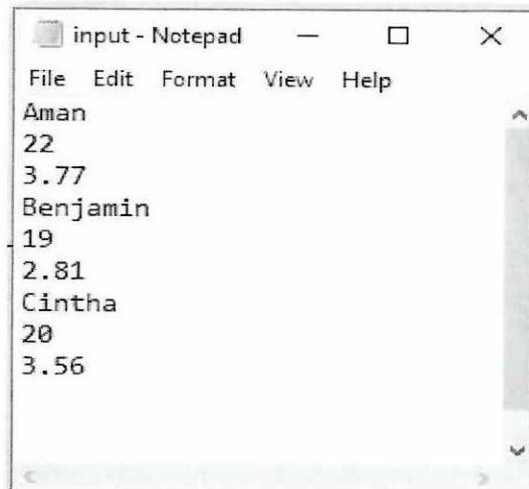 input - Notepad
File Edit Format View Help
Aman
22
3.77
Benjamin
19
2.81
Cintha
20
3.56